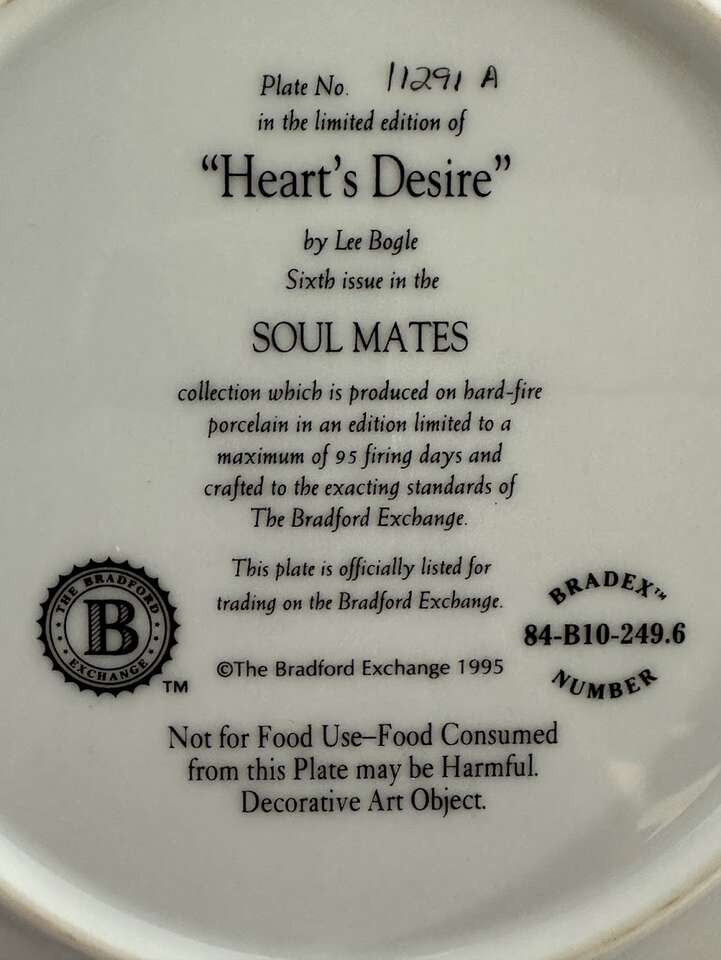 Plate No. 11291 A
in the limited edition of
“Heart’s Desire”
by Lee Bogle
Sixth issue in the
SOUL MATES
collection which is produced on hard-fire
porcelain in an edition limited to a
maximum of 95 firing days and
crafted to the exacting standards of
The Bradford Exchange.
This plate is officially listed for
trading on the Bradford Exchange.
©The Bradford Exchange 1995
THE BRADFORD
B
EXCHANGE
TM
BRADEX™
84-B10-249.6
NUMBER
Not for Food Use–Food Consumed
from this Plate may be Harmful.
Decorative Art Object.